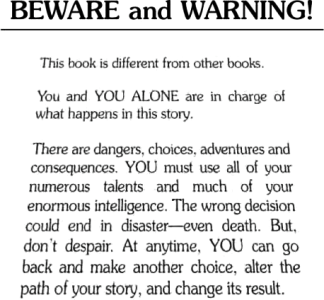 BEWARE and WARNING!
This book is different from other books.
You and YOU ALONE are in charge of
what happens in this story.
There are dangers, choices, adventures and
consequences. YOU must use all of your
numerous talents and much of your
enormous intelligence. The wrong decision
could end in disaster—even death. But,
don't despair. At anytime, YOU can go
back and make another choice, alter the
path of your story, and change its result.